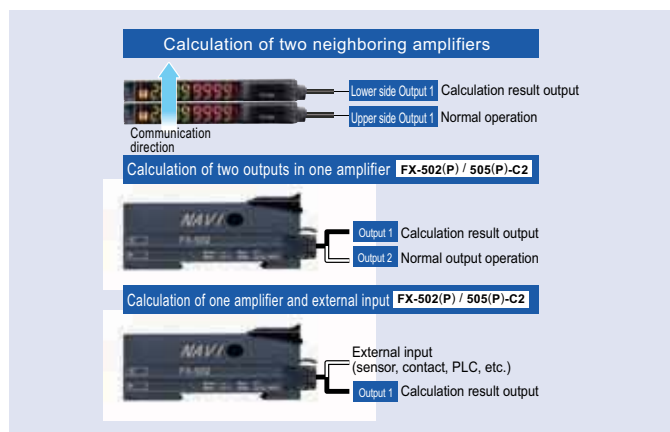 Calculation of two neighboring amplifiers
9999
9999
Lower side Output 1 Calculation result output
Upper side Output 1 Normal operation
Communication
direction
Calculation of two outputs in one amplifier FX-502(P) / 505(P)-C2
NAVI
FX-502
Output 1 Calculation result output
Output 2 Normal output operation
Calculation of one amplifier and external input FX-502(P) / 505(P)-C2
NAVI
FX-502
External input
(sensor, contact, PLC, etc.)
Output 1 Calculation result output